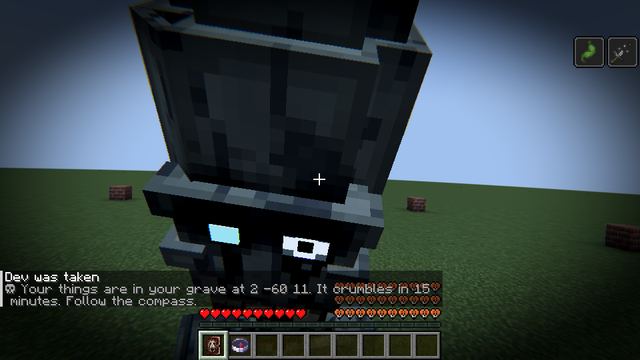 Dev was taken
☠ Your things are in your grave at 2 -60 11. It crumbles in 15
minutes. Follow the compass.